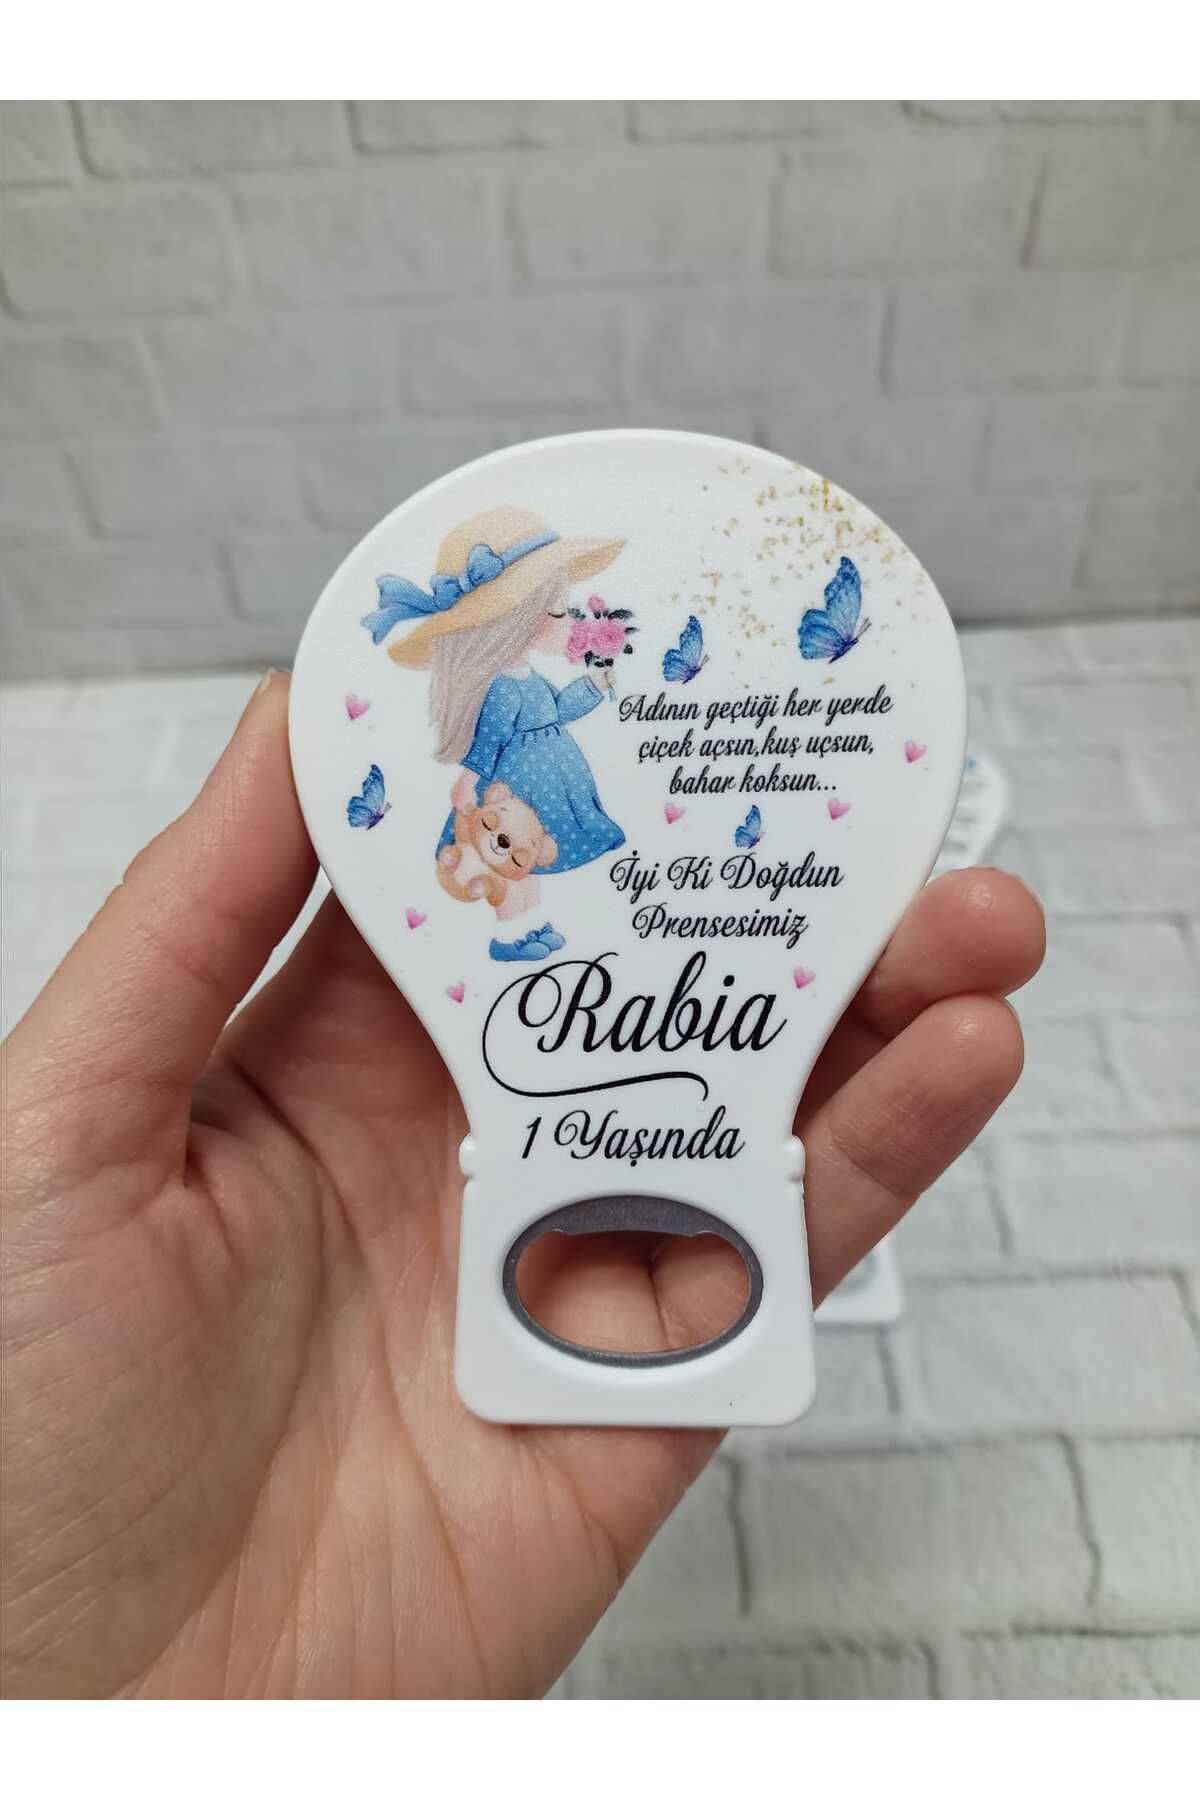 Adının geçtiği her yerde
çiçek açsın,kuş uçsun,
bahar koksun...
İyi Ki Doğdun
Prensesimiz
Rabia
1 Yaşında